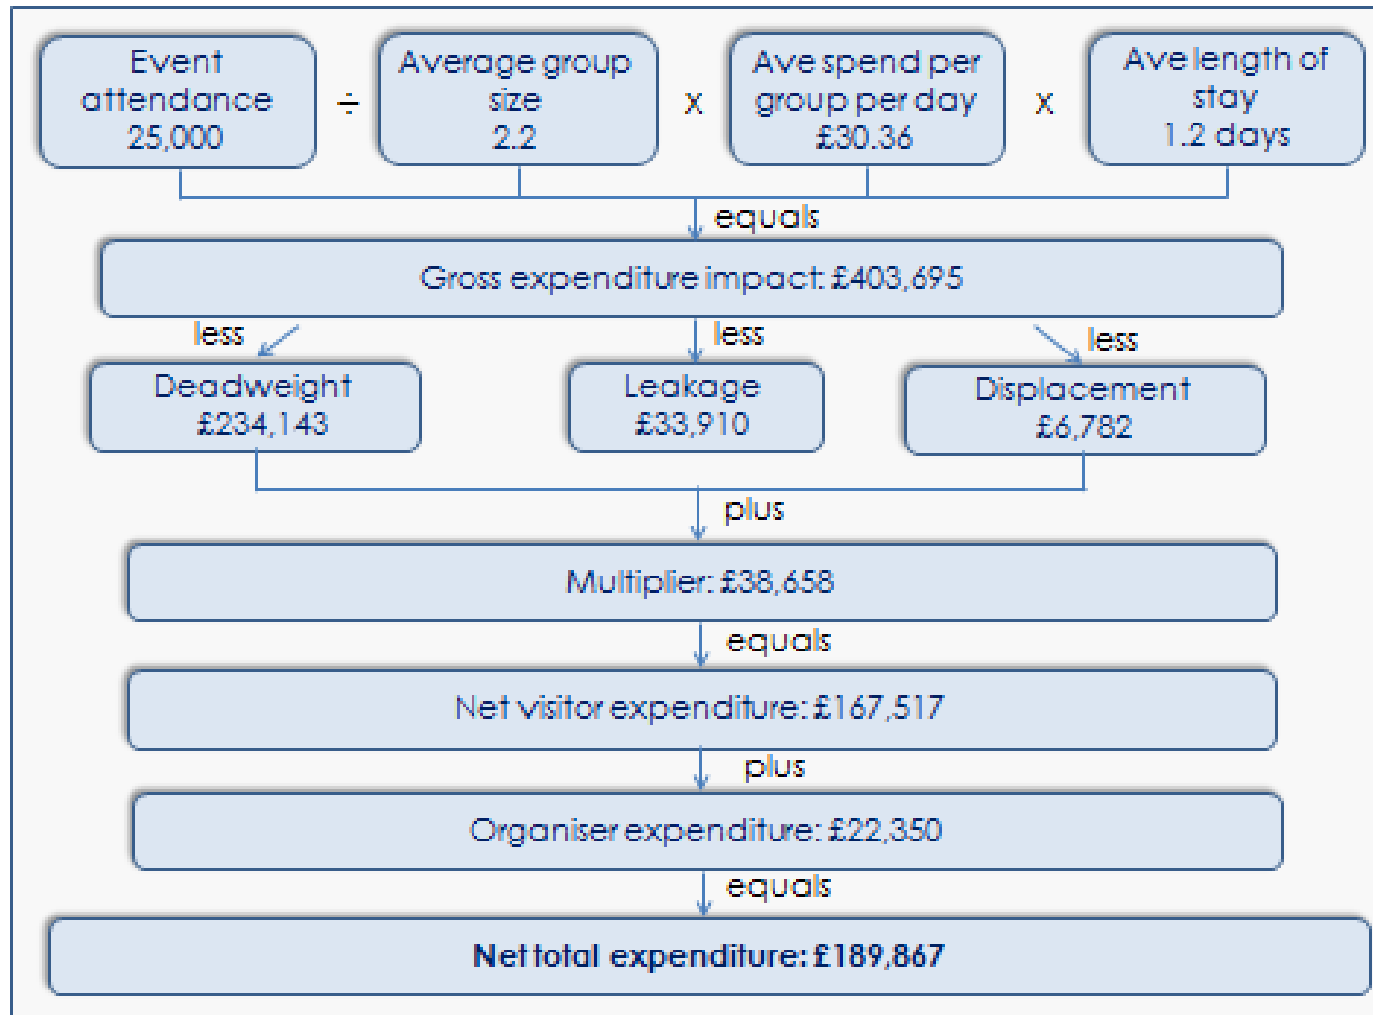 Event
attendance
25,000
÷
Average group
size
2.2
x
Ave spend per
group per day
£30.36
x
Ave length of
stay
1.2 days
equals
Gross expenditure impact: £403,695
less
less
less
Deadweight
£234,143
Leakage
£33,910
Displacement
£6,782
plus
Multiplier: £38,658
equals
Net visitor expenditure: £167,517
plus
Organiser expenditure: £22,350
equals
Net total expenditure: £189,867